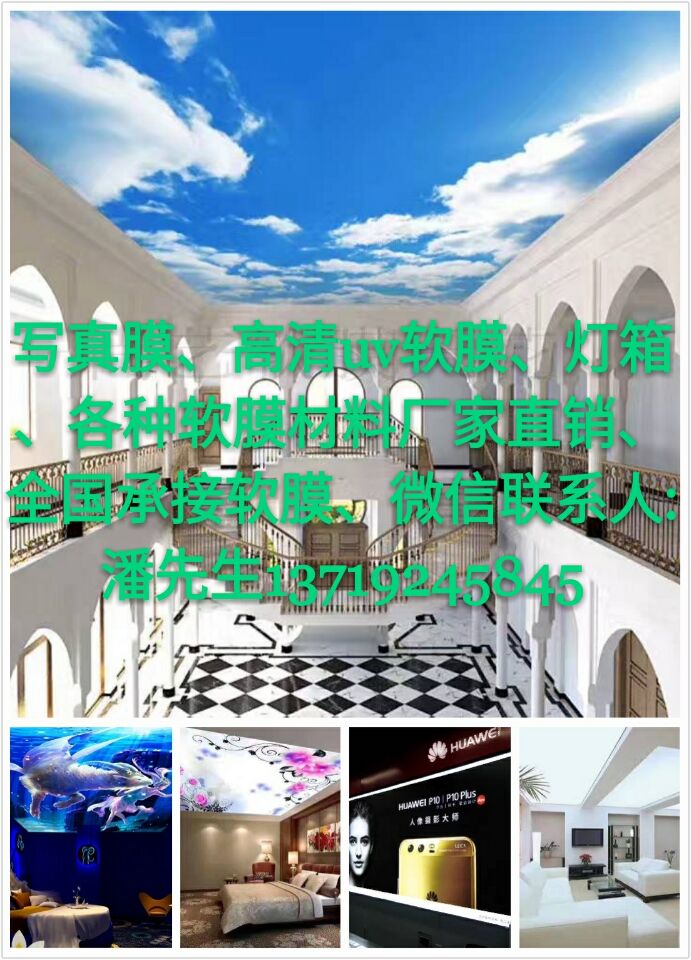 写真膜、高清uv软膜、灯箱
、各种软膜材料厂家直销、
全国承接软膜、微信联系人:
潘先生13719245845
HUAWEI
HUAWEI P10 | P10 Plus
人像摄影大师